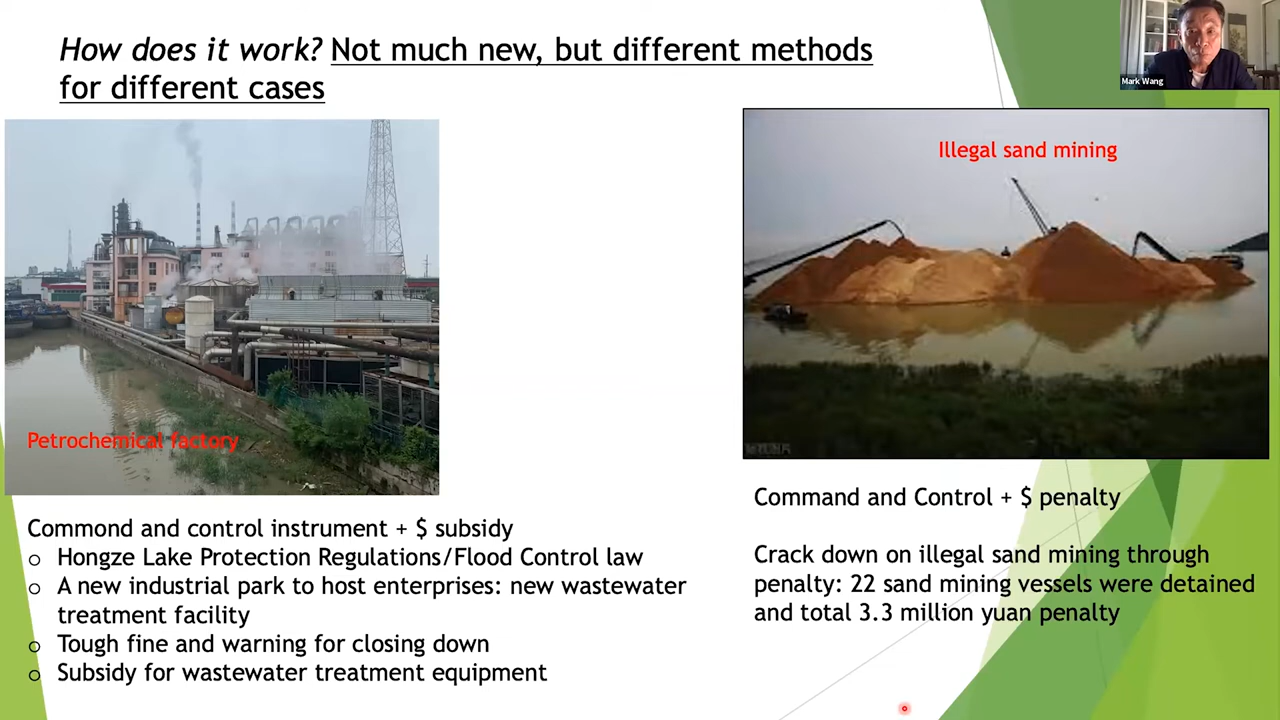 How does it work? Not much new, but different methods
for different cases
Mark Wang
Illegal sand mining
Petrochemical factory
Commond and control instrument + $ subsidy
o Hongze Lake Protection Regulations/Flood Control law
o A new industrial park to host enterprises: new wastewater
treatment facility
o Tough fine and warning for closing down
o Subsidy for wastewater treatment equipment
Command and Control + $ penalty
Crack down on illegal sand mining through
penalty: 22 sand mining vessels were detained
and total 3.3 million yuan penalty